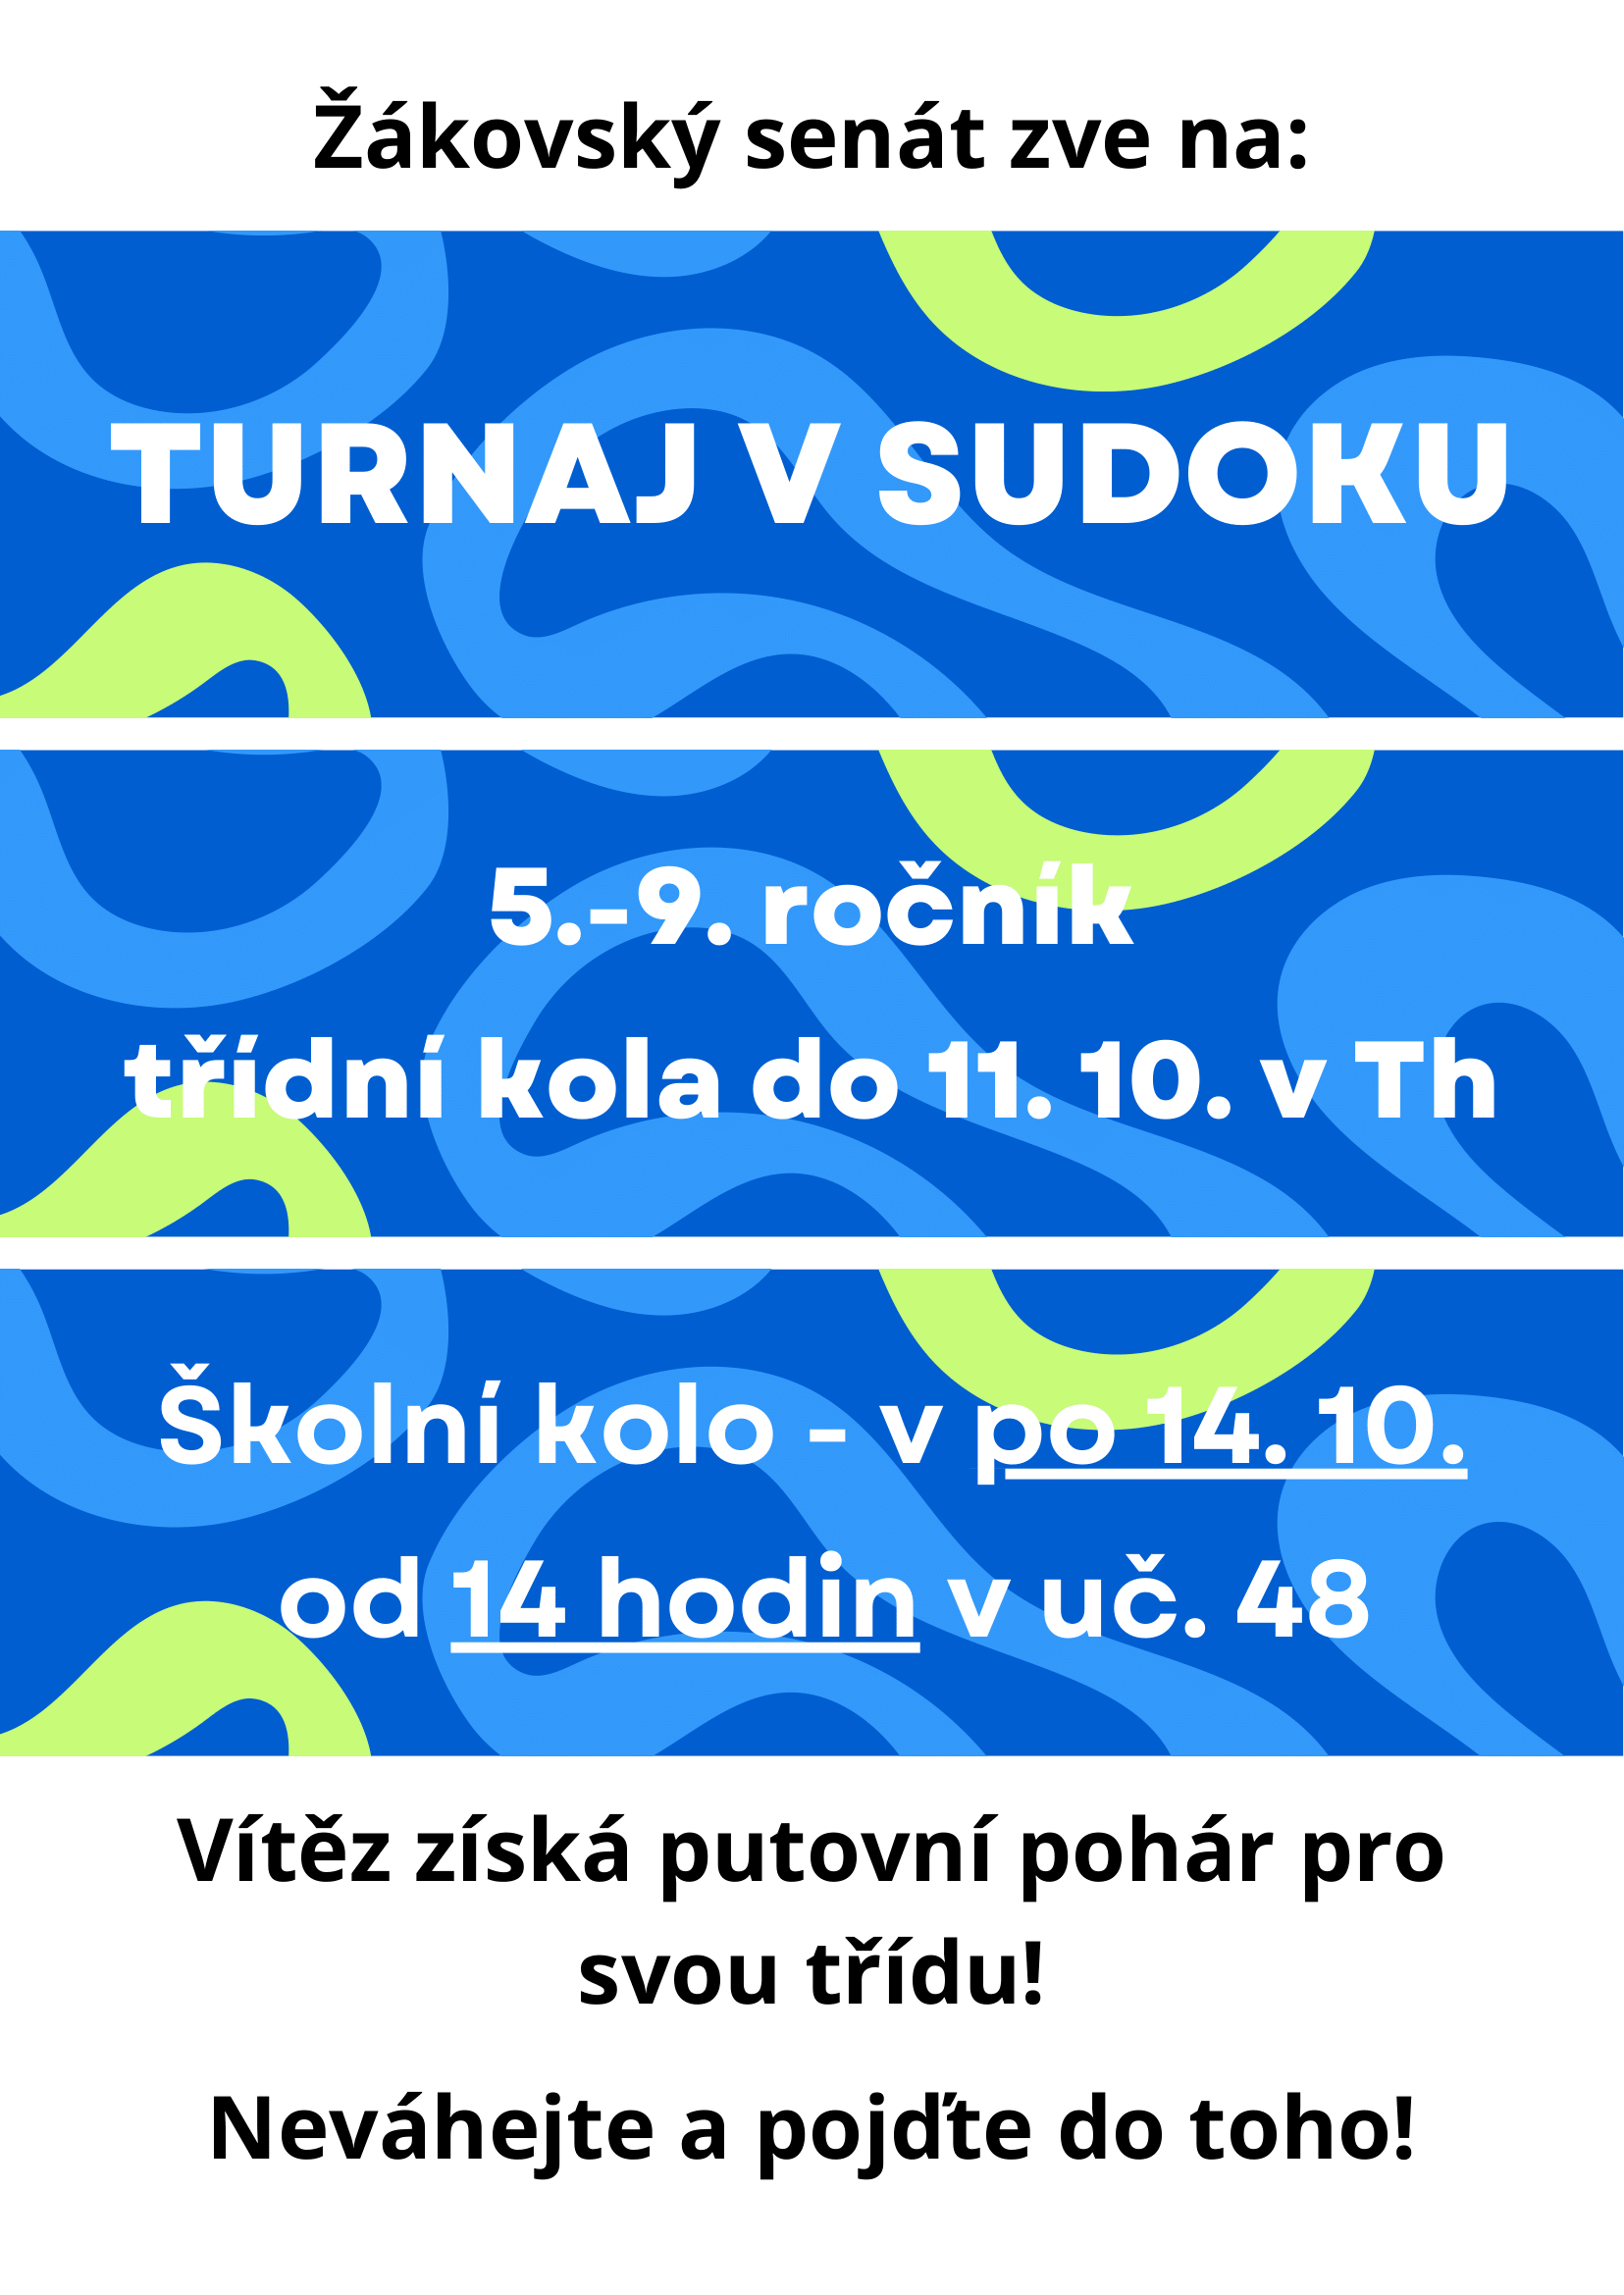 Žákovský senát zve na:
TURNAJ V SUDOKU
5.-9. ročník
třídní kola do 11. 10. v Th
Školní kolo - v po 14. 10.
od 14 hodin v uč. 48
Vítěz získá putovní pohár pro
svou třídu!
Neváhejte a pojďte do toho!